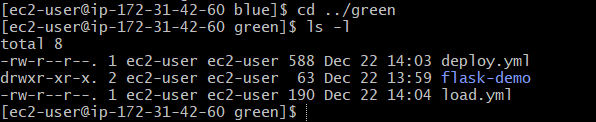 [ec2-user@ip-172-31-42-60 blue]$ cd ../green
[ec2-user@ip-172-31-42-60 green]$ ls -l
total 8
-rw-r--r--. 1 ec2-user ec2-user 588 Dec 22 14:03 deploy.yml
drwxr-xr-x. 2 ec2-user ec2-user  63 Dec 22 13:59 flask-demo
-rw-r--r--. 1 ec2-user ec2-user 190 Dec 22 14:04 load.yml
[ec2-user@ip-172-31-42-60 green]$